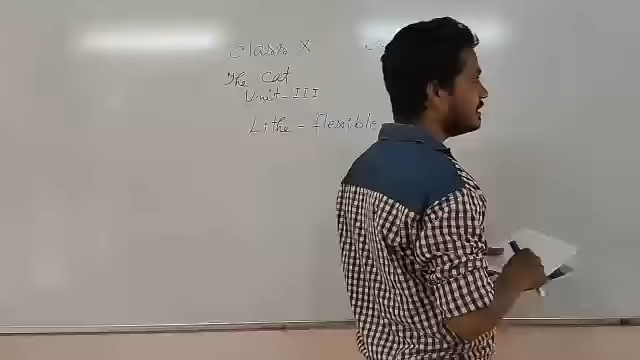 Class X
The Cat
Unit-III
Lithe - flexible